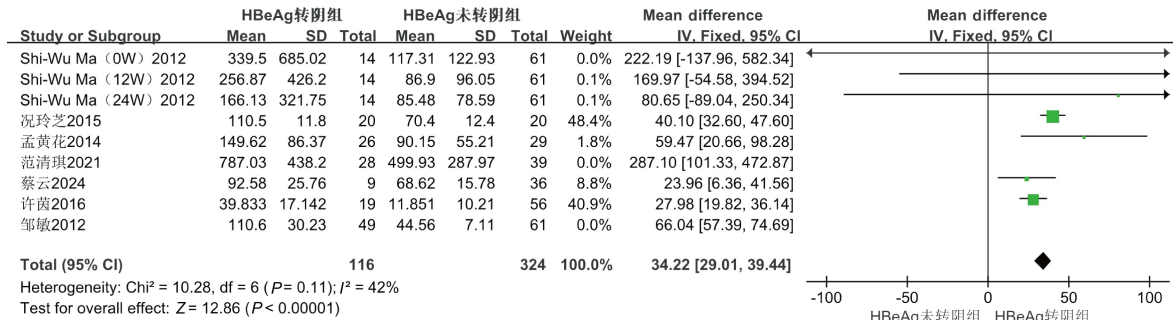 HBeAg转阴组 HBeAg未转阴组 Mean difference Mean difference
Study or Subgroup Mean SD Total Mean SD Total Weight IV, Fixed, 95% CI IV, Fixed, 95% CI
Shi-Wu Ma（0W）2012 339.5 685.02 14 117.31 122.93 61 0.0% 222.19 [-137.96, 582.34]
Shi-Wu Ma（12W）2012 256.87 426.2 14 86.9 96.05 61 0.1% 169.97 [-54.58, 394.52]
Shi-Wu Ma（24W）2012 166.13 321.75 14 85.48 78.59 61 0.1% 80.65 [-89.04, 250.34]
况玲芝2015 110.5 11.8 20 70.4 12.4 20 48.4% 40.10 [32.60, 47.60]
孟黄花2014 149.62 86.37 26 90.15 55.21 29 1.8% 59.47 [20.66, 98.28]
范清琪2021 787.03 438.2 28 499.93 287.97 39 0.0% 287.10 [101.33, 472.87]
蔡云2024 92.58 25.76 9 68.62 15.78 36 8.8% 23.96 [6.36, 41.56]
许茵2016 39.833 17.142 19 11.851 10.21 56 40.9% 27.98 [19.82, 36.14]
邹敏2012 110.6 30.23 49 44.56 7.11 61 0.0% 66.04 [57.39, 74.69]
Total (95% CI) 116 324 100.0% 34.22 [29.01, 39.44]
Heterogeneity: Chi² = 10.28, df = 6 (P = 0.11); I² = 42%
Test for overall effect: Z = 12.86 (P < 0.00001)
-100 -50 0 50 100
HBeAg未转阴组 HBeAg转阴组